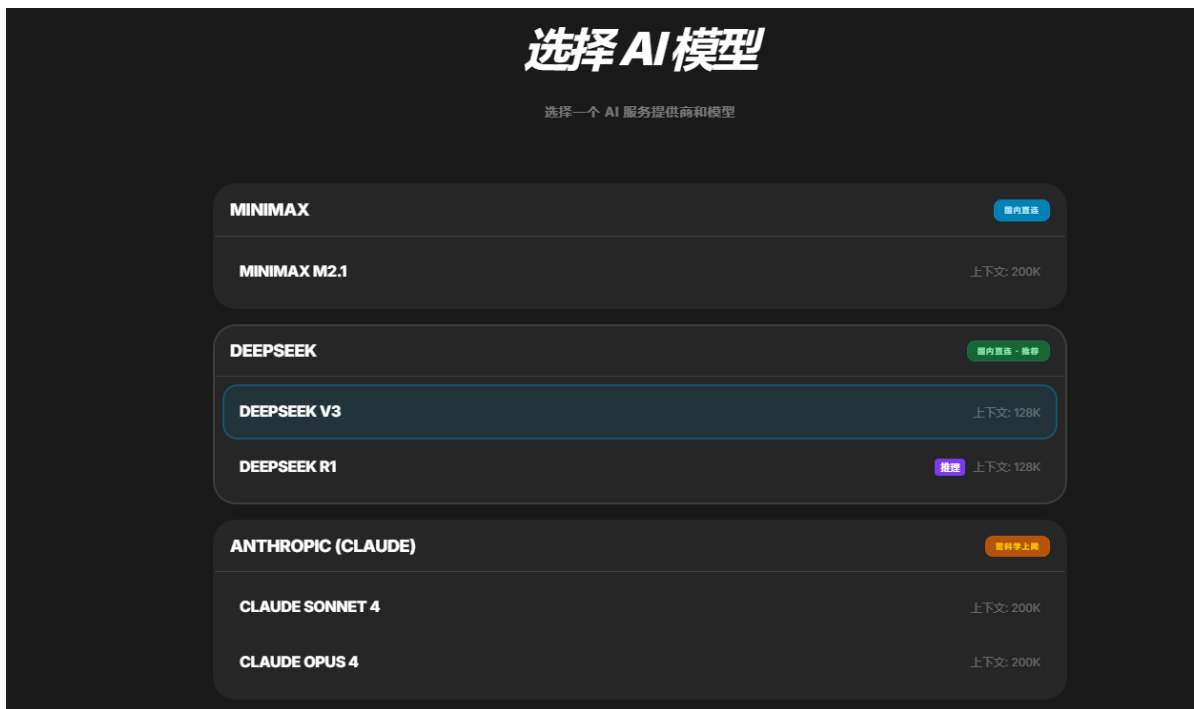 选择 AI 模型
选择一个 AI 服务提供商和模型
MINIMAX 国内直连
MINIMAX M2.1 上下文: 200K
DEEPSEEK 国内直连 · 推荐
DEEPSEEK V3 上下文: 128K
DEEPSEEK R1 推理 上下文: 128K
ANTHROPIC (CLAUDE) 需科学上网
CLAUDE SONNET 4 上下文: 200K
CLAUDE OPUS 4 上下文: 200K